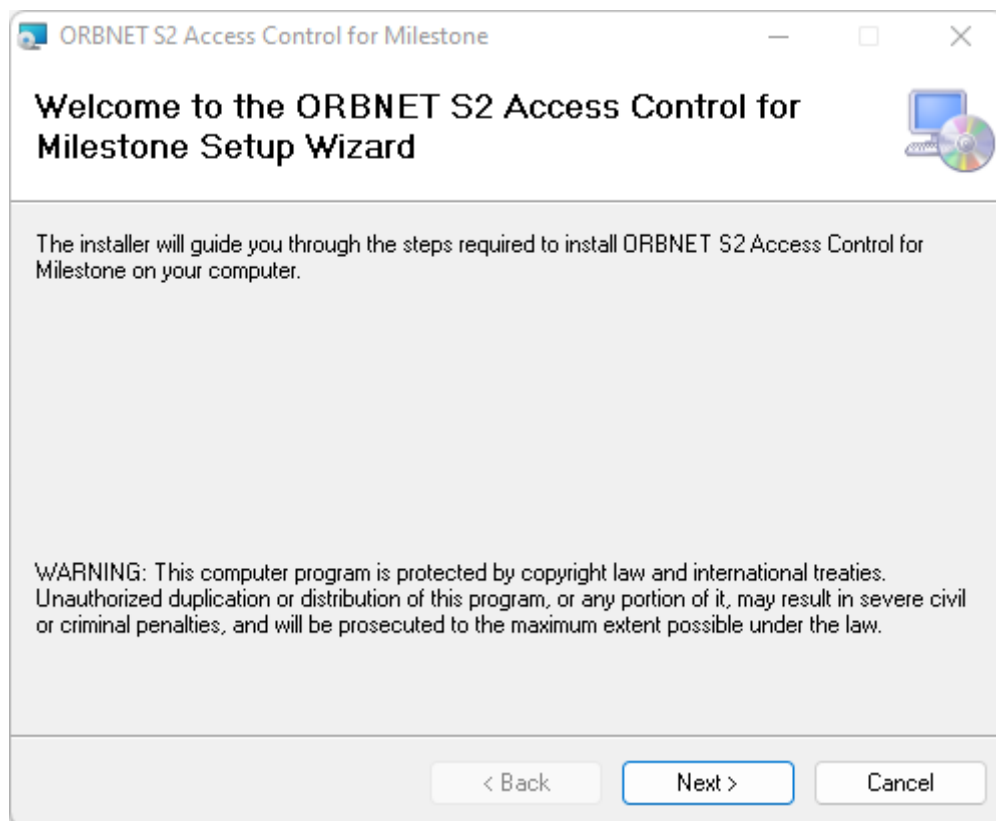 ORBNET S2 Access Control for Milestone
Welcome to the ORBNET S2 Access Control for
Milestone Setup Wizard
The installer will guide you through the steps required to install ORBNET S2 Access Control for
Milestone on your computer.
WARNING: This computer program is protected by copyright law and international treaties.
Unauthorized duplication or distribution of this program, or any portion of it, may result in severe civil
or criminal penalties, and will be prosecuted to the maximum extent possible under the law.
< Back Next > Cancel